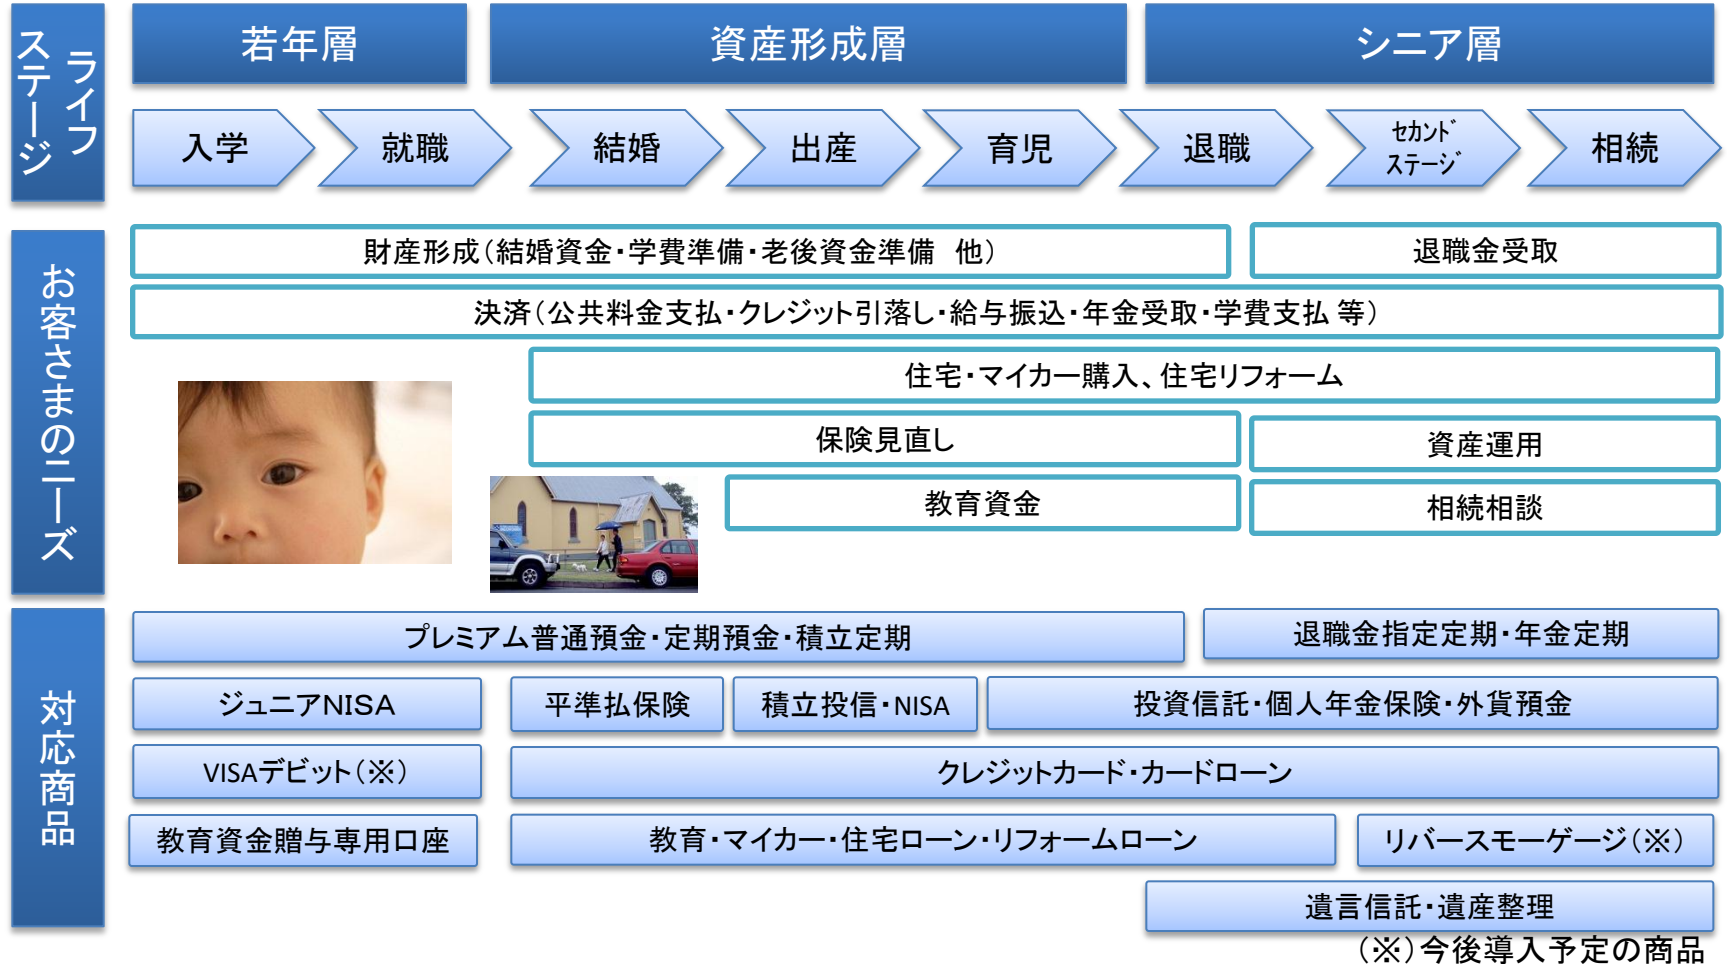 ライフ
ステージ
若年層
資産形成層
シニア層
入学
就職
結婚
出産
育児
退職
ｾｶﾝﾄﾞ
ｽﾃｰｼﾞ
相続
お客さまのニーズ
財産形成（結婚資金・学費準備・老後資金準備　他）
退職金受取
決済（公共料金支払・クレジット引落し・給与振込・年金受取・学費支払 等）
住宅・マイカー購入、住宅リフォーム
保険見直し
資産運用
教育資金
相続相談
対応商品
プレミアム普通預金・定期預金・積立定期
退職金指定定期・年金定期
ジュニアNISA
平準払保険
積立投信・NISA
投資信託・個人年金保険・外貨預金
VISAデビット（※）
クレジットカード・カードローン
教育資金贈与専用口座
教育・マイカー・住宅ローン・リフォームローン
リバースモーゲージ（※）
遺言信託・遺産整理
（※）今後導入予定の商品